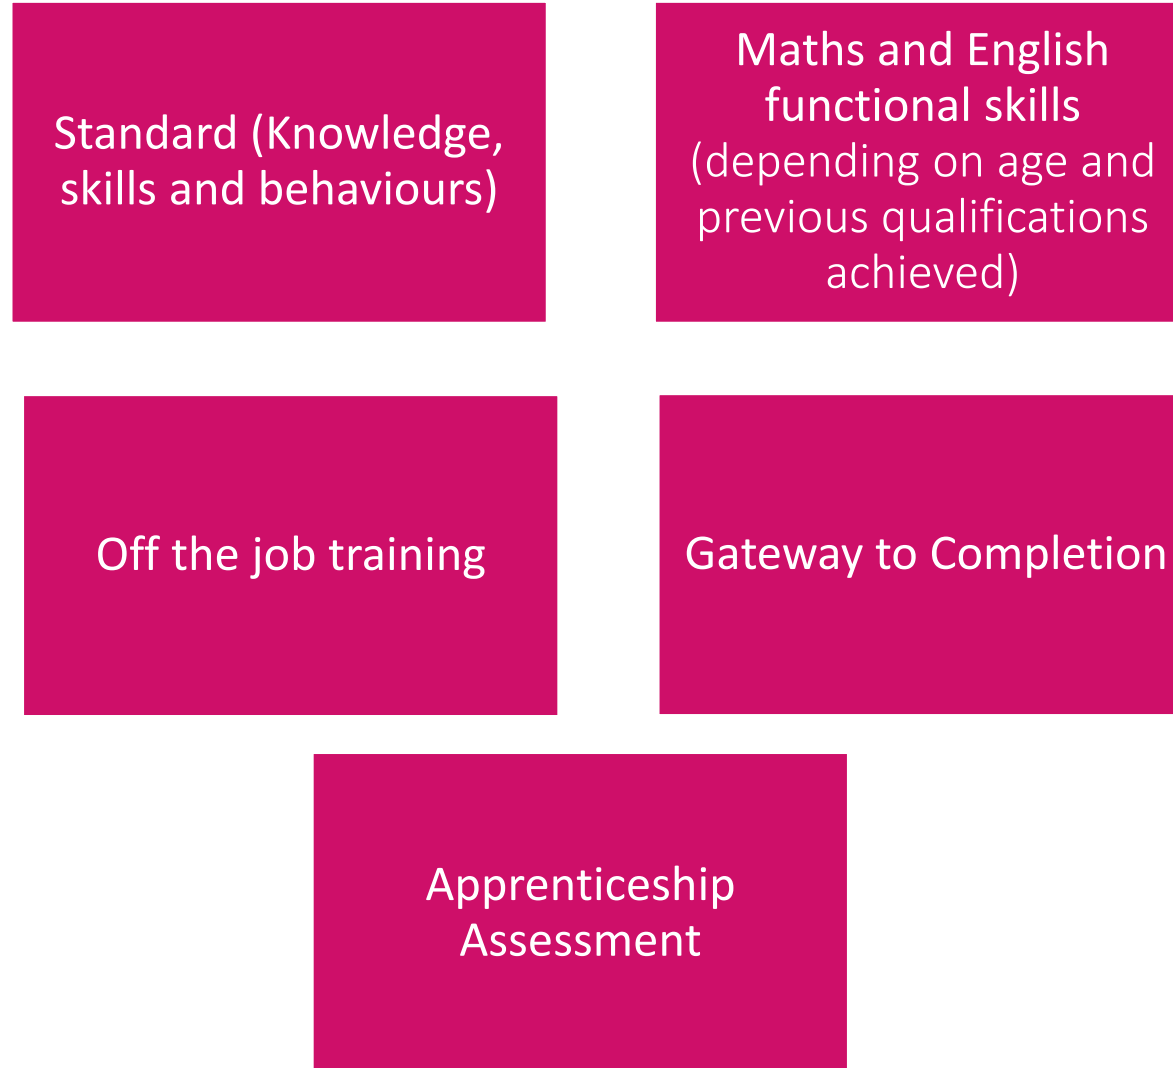 Standard (Knowledge,
skills and behaviours)
Maths and English
functional skills
(depending on age and
previous qualifications
achieved)
Off the job training
Gateway to Completion
Apprenticeship
Assessment